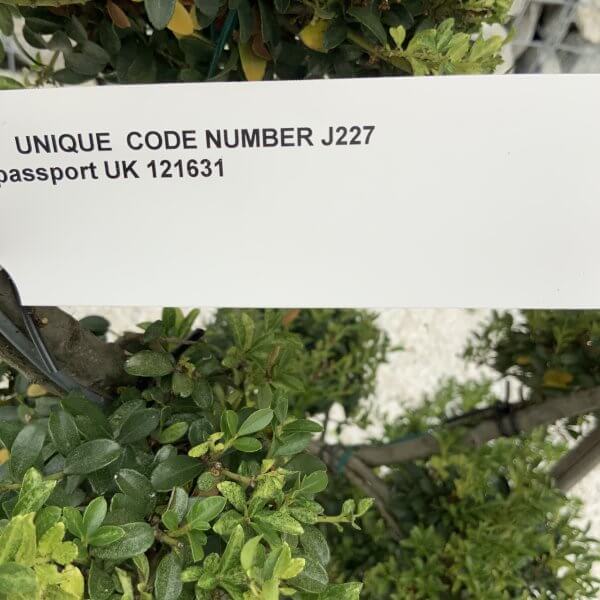 UNIQUE CODE NUMBER J227
passport UK 121631